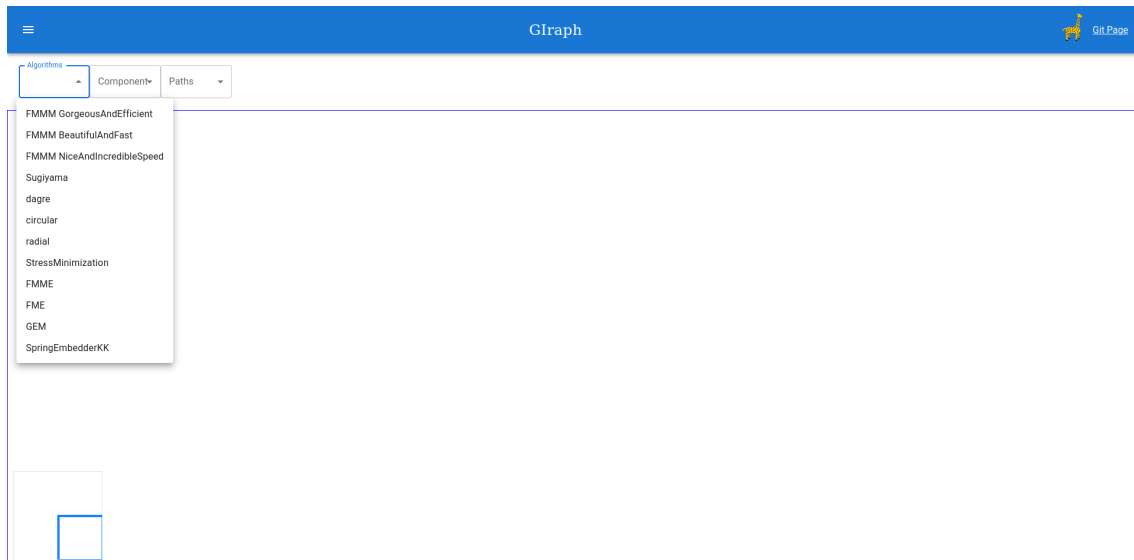 GIraph
Git Page
Algorithms
Component
Paths
FMMM GorgeousAndEfficient
FMMM BeautifulAndFast
FMMM NiceAndIncredibleSpeed
Sugiyama
dagre
circular
radial
StressMinimization
FMME
FME
GEM
SpringEmbedderKK